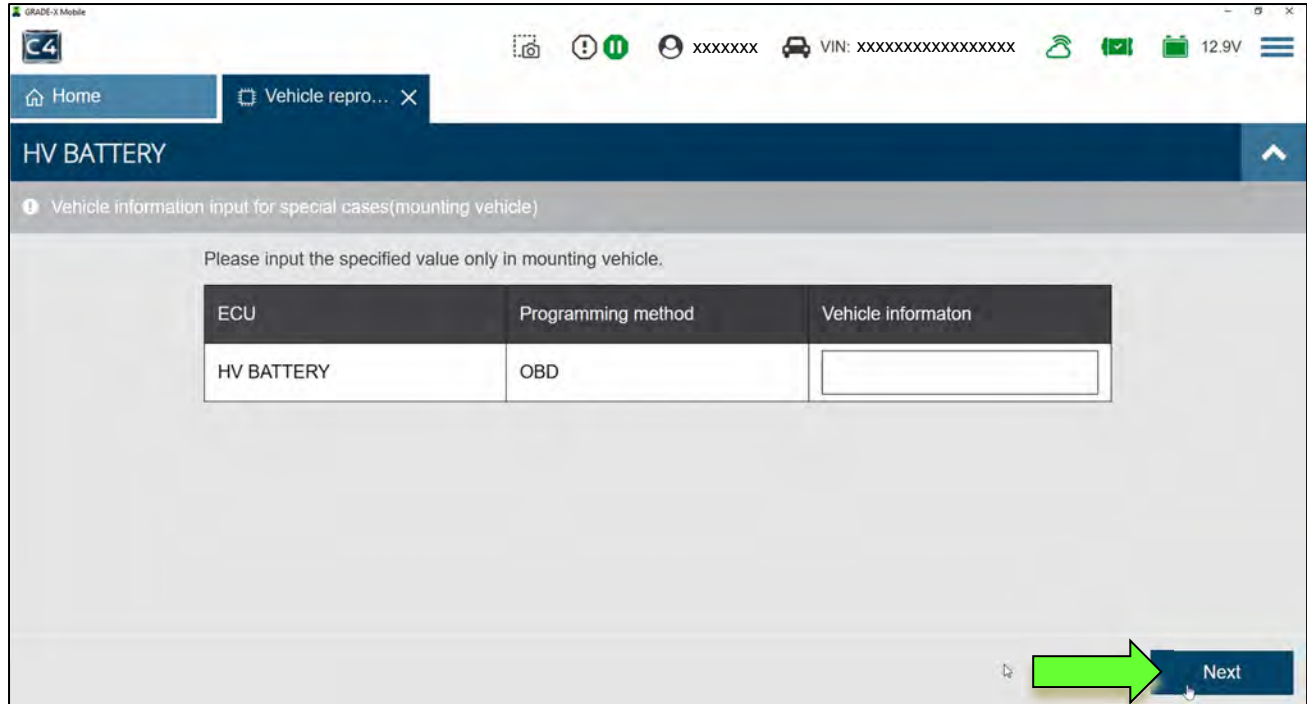 GRADE-X Mobile
C4
xxxxxxx
VIN: xxxxxxxxxxxxxxxxx
12.9V
Home
Vehicle repro...
HV BATTERY
Vehicle information input for special cases(mounting vehicle)
Please input the specified value only in mounting vehicle.
ECU Programming method Vehicle informaton
HV BATTERY OBD
Next